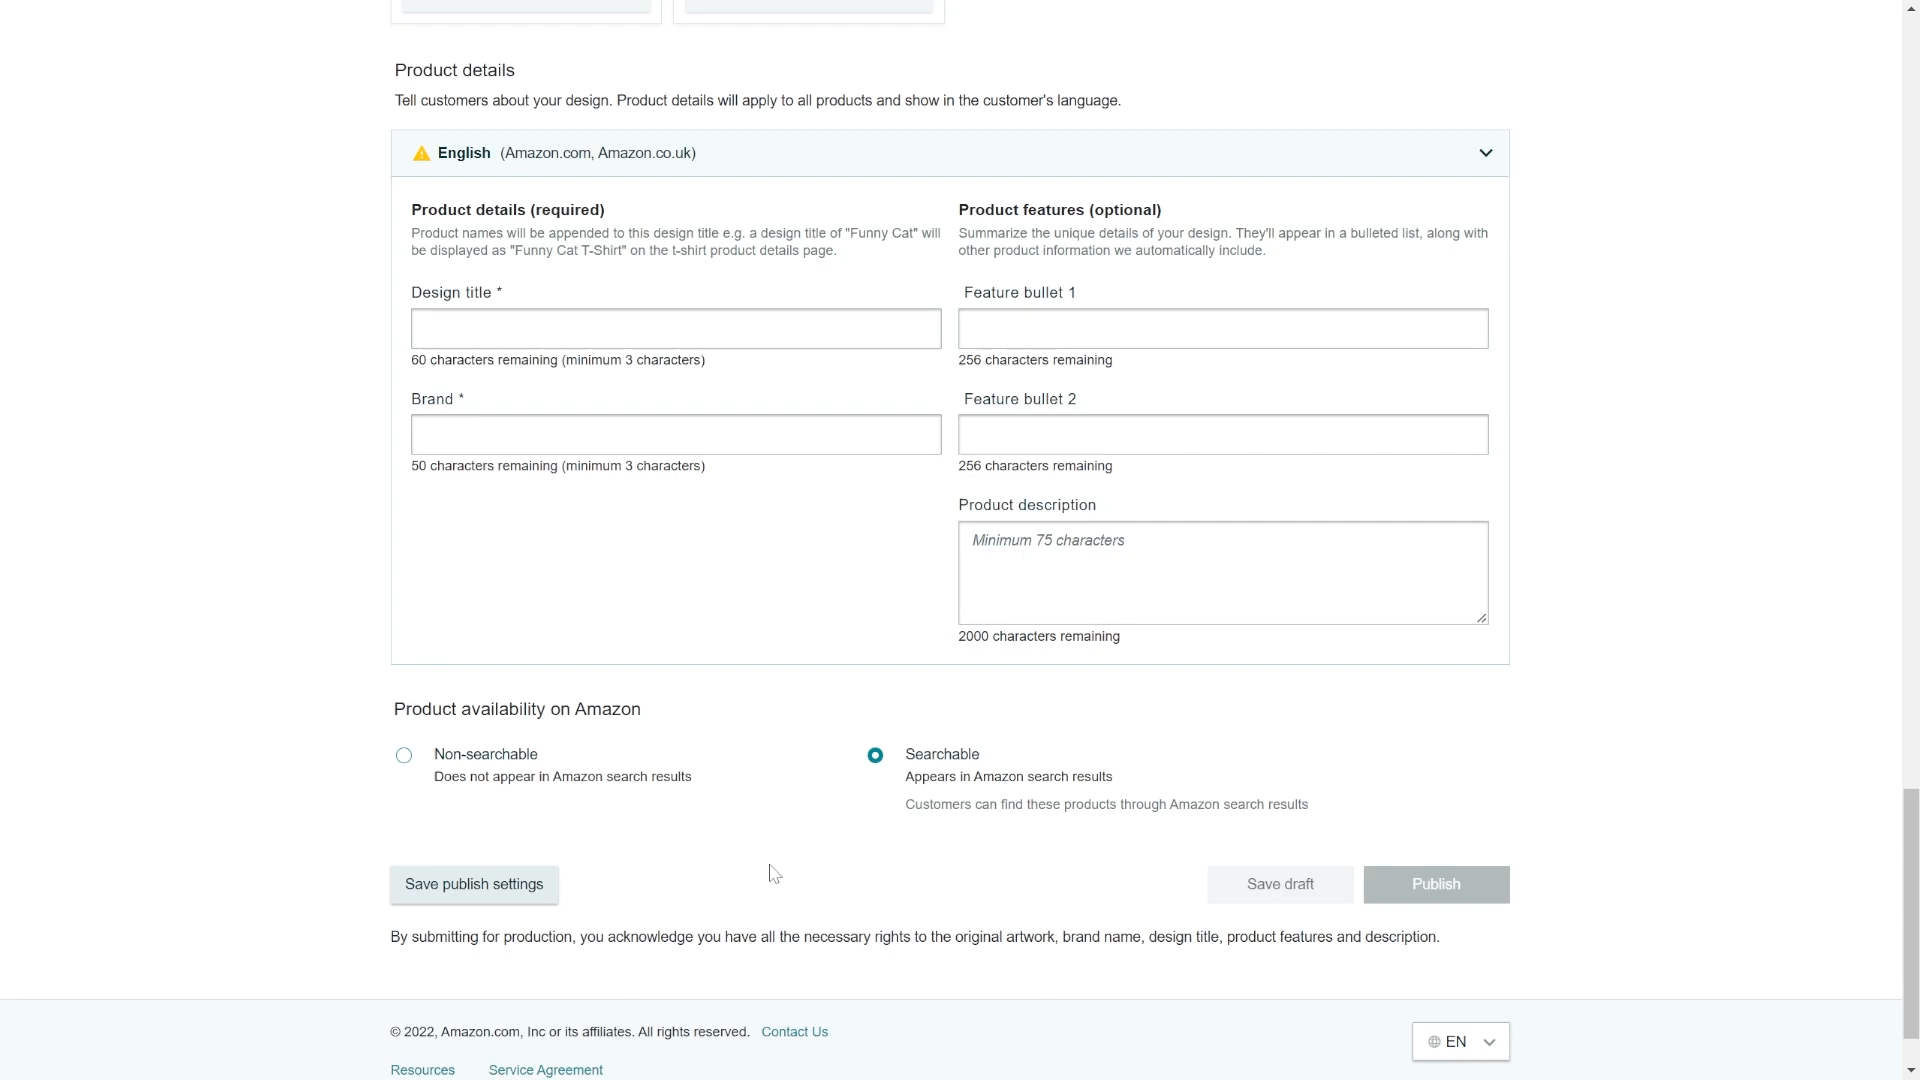 Product details
Tell customers about your design. Product details will apply to all products and show in the customer's language.
English (Amazon.com, Amazon.co.uk)
Product details (required)
Product names will be appended to this design title e.g. a design title of "Funny Cat" will
be displayed as "Funny Cat T-Shirt" on the t-shirt product details page.
Design title *
60 characters remaining (minimum 3 characters)
Brand *
50 characters remaining (minimum 3 characters)
Product features (optional)
Summarize the unique details of your design. They'll appear in a bulleted list, along with
other product information we automatically include.
Feature bullet 1
256 characters remaining
Feature bullet 2
256 characters remaining
Product description
Minimum 75 characters
2000 characters remaining
Product availability on Amazon
Non-searchable
Does not appear in Amazon search results
Searchable
Appears in Amazon search results
Customers can find these products through Amazon search results
Save publish settings
Save draft
Publish
By submitting for production, you acknowledge you have all the necessary rights to the original artwork, brand name, design title, product features and description.
© 2022, Amazon.com, Inc or its affiliates. All rights reserved. Contact Us
EN
Resources Service Agreement